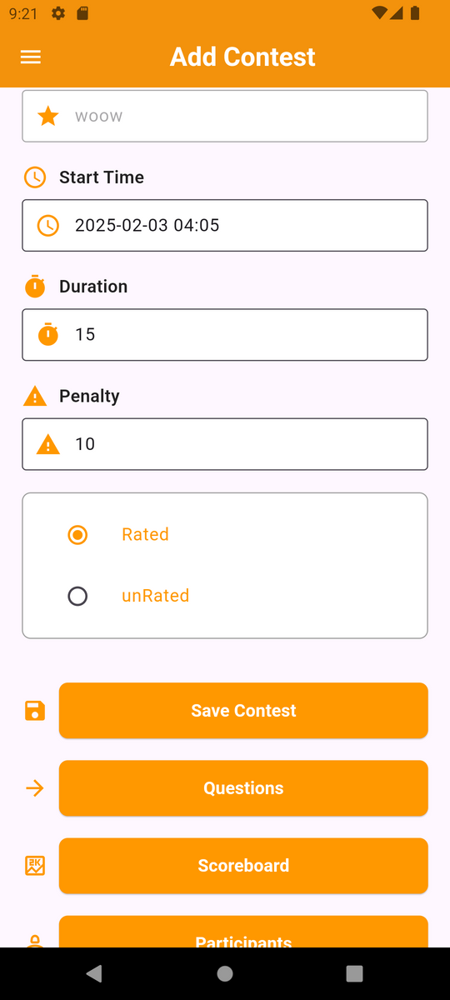 9:21
Add Contest
woow
Start Time
2025-02-03 04:05
Duration
15
Penalty
10
Rated
unRated
Save Contest
Questions
Scoreboard
Participants